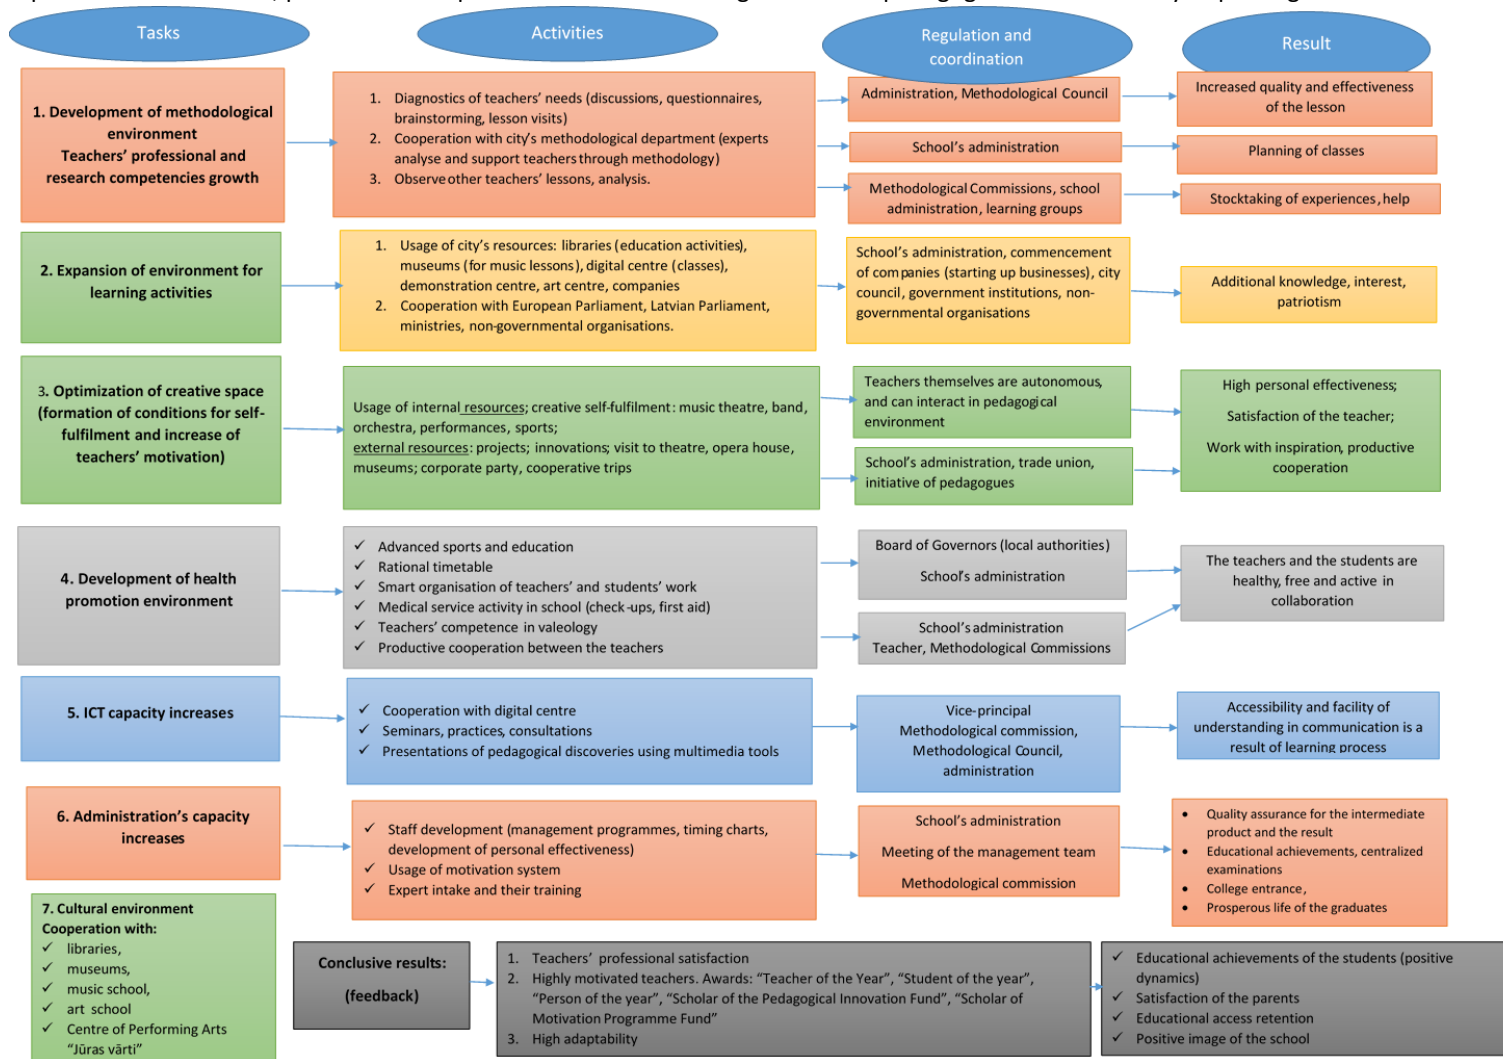 Tasks
Activities
Regulation and
coordination
Result
1. Development of methodological
environment
Teachers' professional and
research competencies growth
1. Diagnostics of teachers' needs (discussions, questionnaires,
brainstorming, lesson visits)
2. Cooperation with city's methodological department (experts
analyse and support teachers through methodology)
3. Observe other teachers' lessons, analysis.
Administration, Methodological Council
School's administration
Methodological Commissions, school
administration, learning groups
Increased quality and effectiveness
of the lesson
Planning of classes
Stocktaking of experiences, help
2. Expansion of environment for
learning activities
1. Usage of city's resources: libraries (education activities),
museums (for music lessons), digital centre (classes),
demonstration centre, art centre, companies
2. Cooperation with European Parliament, Latvian Parliament,
ministries, non-governmental organisations.
School's administration, commencement
of companies (starting up businesses), city
council, government institutions, non-
governmental organisations
Additional knowledge, interest,
patriotism
3. Optimization of creative space
(formation of conditions for self-
fulfilment and increase of
teachers' motivation)
Usage of internal resources; creative self-fulfilment: music theatre, band,
orchestra, performances, sports;
external resources: projects; innovations; visit to theatre, opera house,
museums; corporate party, cooperative trips
Teachers themselves are autonomous,
and can interact in pedagogical
environment
School's administration, trade union,
initiative of pedagogues
High personal effectiveness;
Satisfaction of the teacher;
Work with inspiration, productive
cooperation
4. Development of health
promotion environment
✓ Advanced sports and education
✓ Rational timetable
✓ Smart organisation of teachers' and students' work
✓ Medical service activity in school (check-ups, first aid)
✓ Teachers' competence in valeology
✓ Productive cooperation between the teachers
Board of Governors (local authorities)
School's administration
School's administration
Teacher, Methodological Commissions
The teachers and the students are
healthy, free and active in
collaboration
5. ICT capacity increases
✓ Cooperation with digital centre
✓ Seminars, practices, consultations
✓ Presentations of pedagogical discoveries using multimedia tools
Vice-principal
Methodological commission,
Methodological Council,
administration
Accessibility and facility of
understanding in communication is a
result of learning process
6. Administration's capacity
increases
✓ Staff development (management programmes, timing charts,
development of personal effectiveness)
✓ Usage of motivation system
✓ Expert intake and their training
School's administration
Meeting of the management team
Methodological commission
• Quality assurance for the intermediate
product and the result
• Educational achievements, centralized
examinations
• College entrance,
• Prosperous life of the graduates
7. Cultural environment
Cooperation with:
✓ libraries,
✓ museums,
✓ music school,
✓ art school
✓ Centre of Performing Arts
"Jūras vārti"
Conclusive results:
(feedback)
1. Teachers' professional satisfaction
2. Highly motivated teachers. Awards: "Teacher of the Year", "Student of the year",
"Person of the year", "Scholar of the Pedagogical Innovation Fund", "Scholar of
Motivation Programme Fund"
3. High adaptability
✓ Educational achievements of the students (positive
dynamics)
✓ Satisfaction of the parents
✓ Educational access retention
✓ Positive image of the school